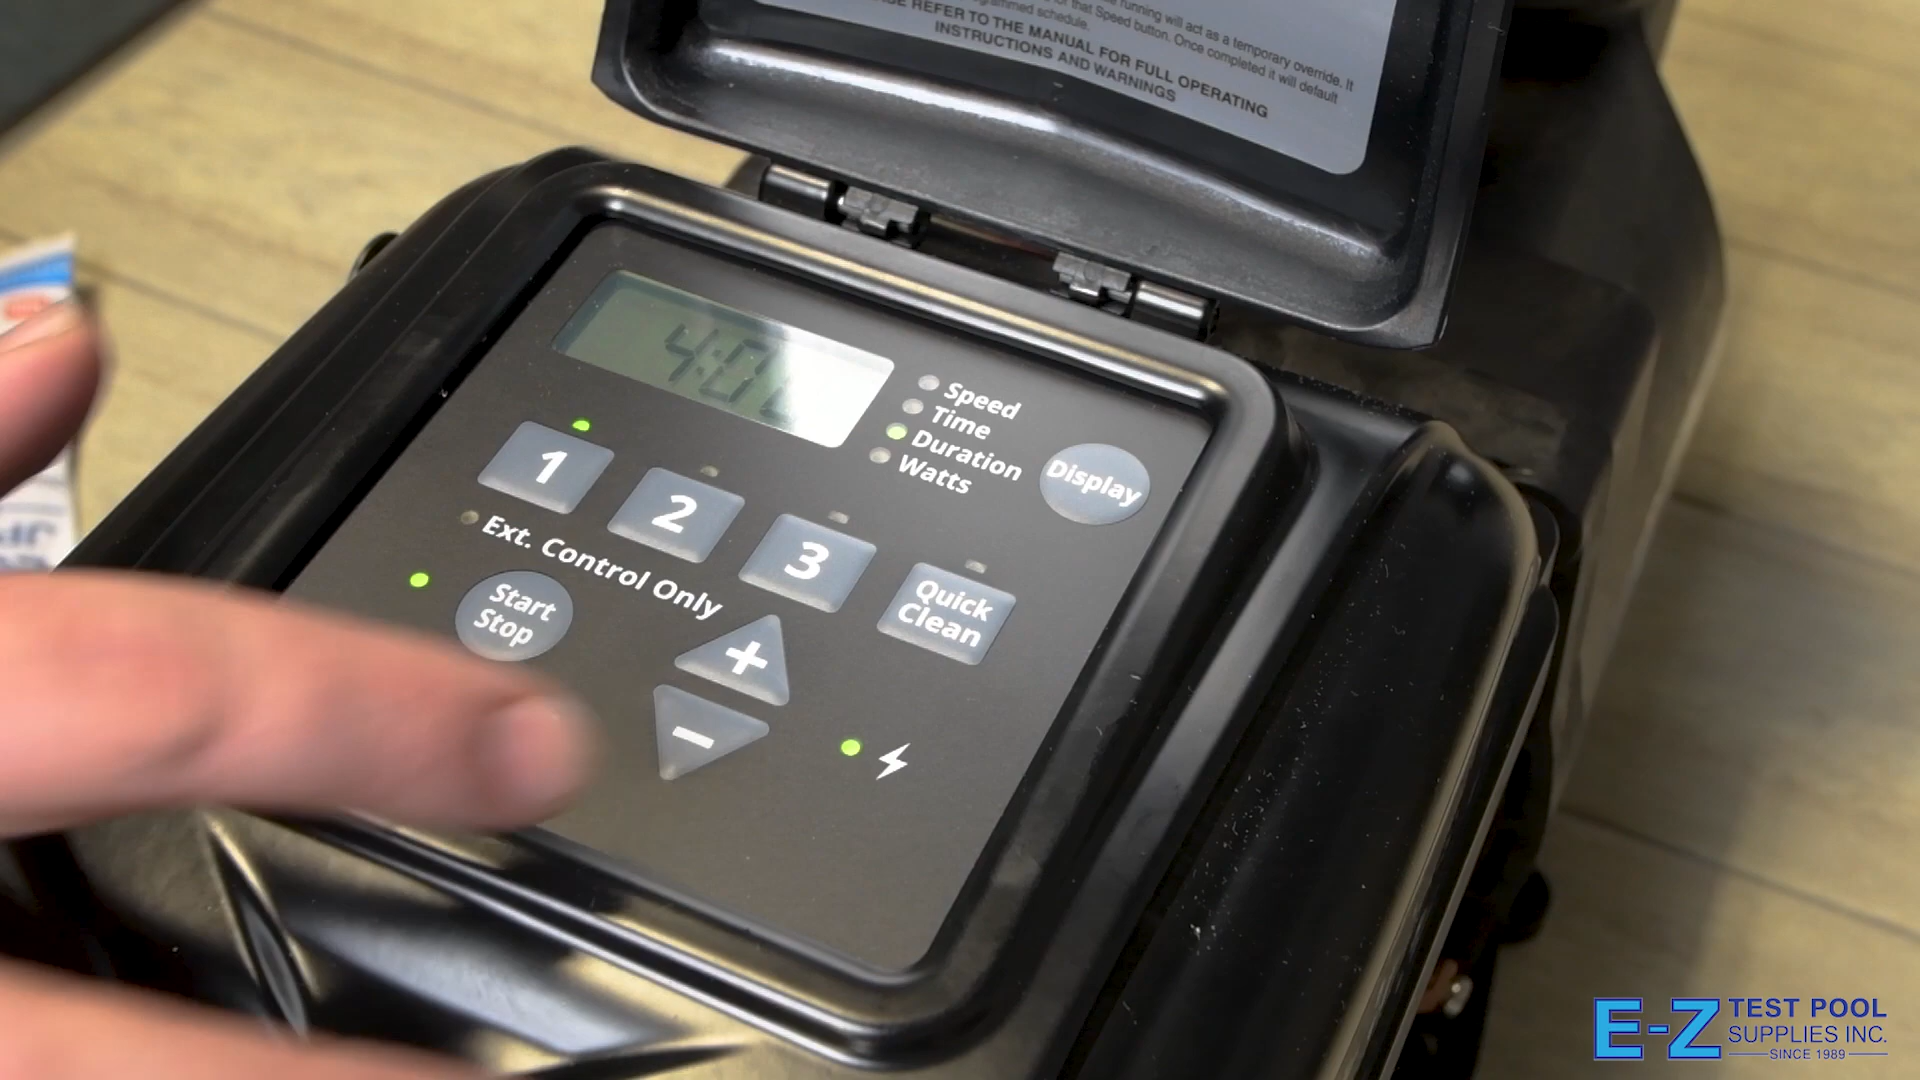 running will act as a temporary override. It
for that Speed button. Once completed it will default
programmed schedule.
REFER TO THE MANUAL FOR FULL OPERATING
INSTRUCTIONS AND WARNINGS
Speed
Time
Duration
Watts
Display
1
2
3
Quick
Clean
Ext. Control Only
Start
Stop
+
-
E-Z
TEST POOL
SUPPLIES INC.
SINCE 1989